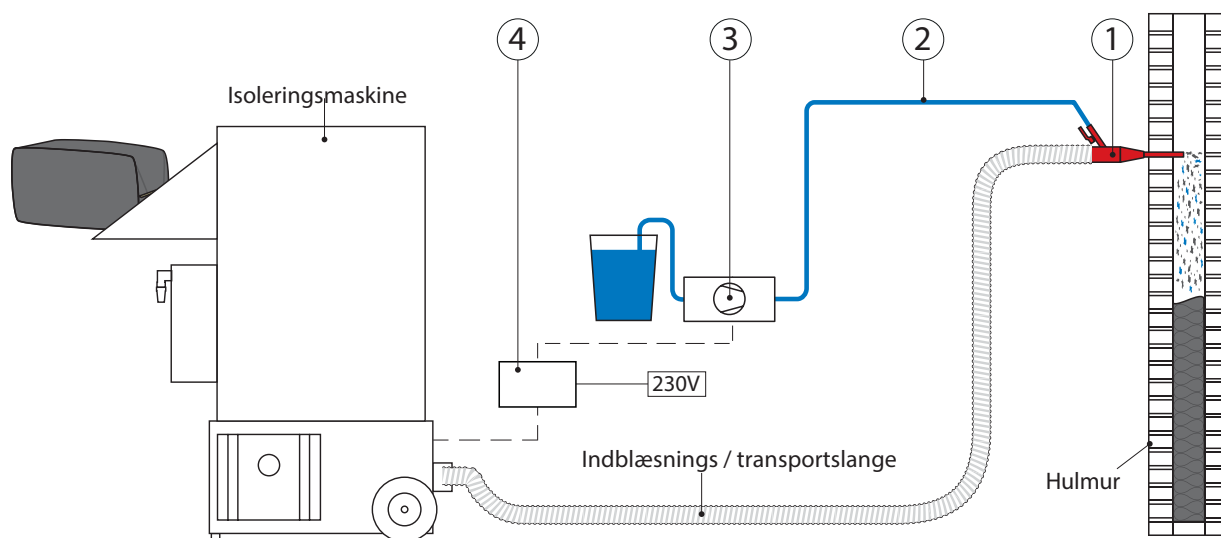 4
3
2
1
Isoleringsmaskine
230V
Indblæsnings / transportslange
Hulmur